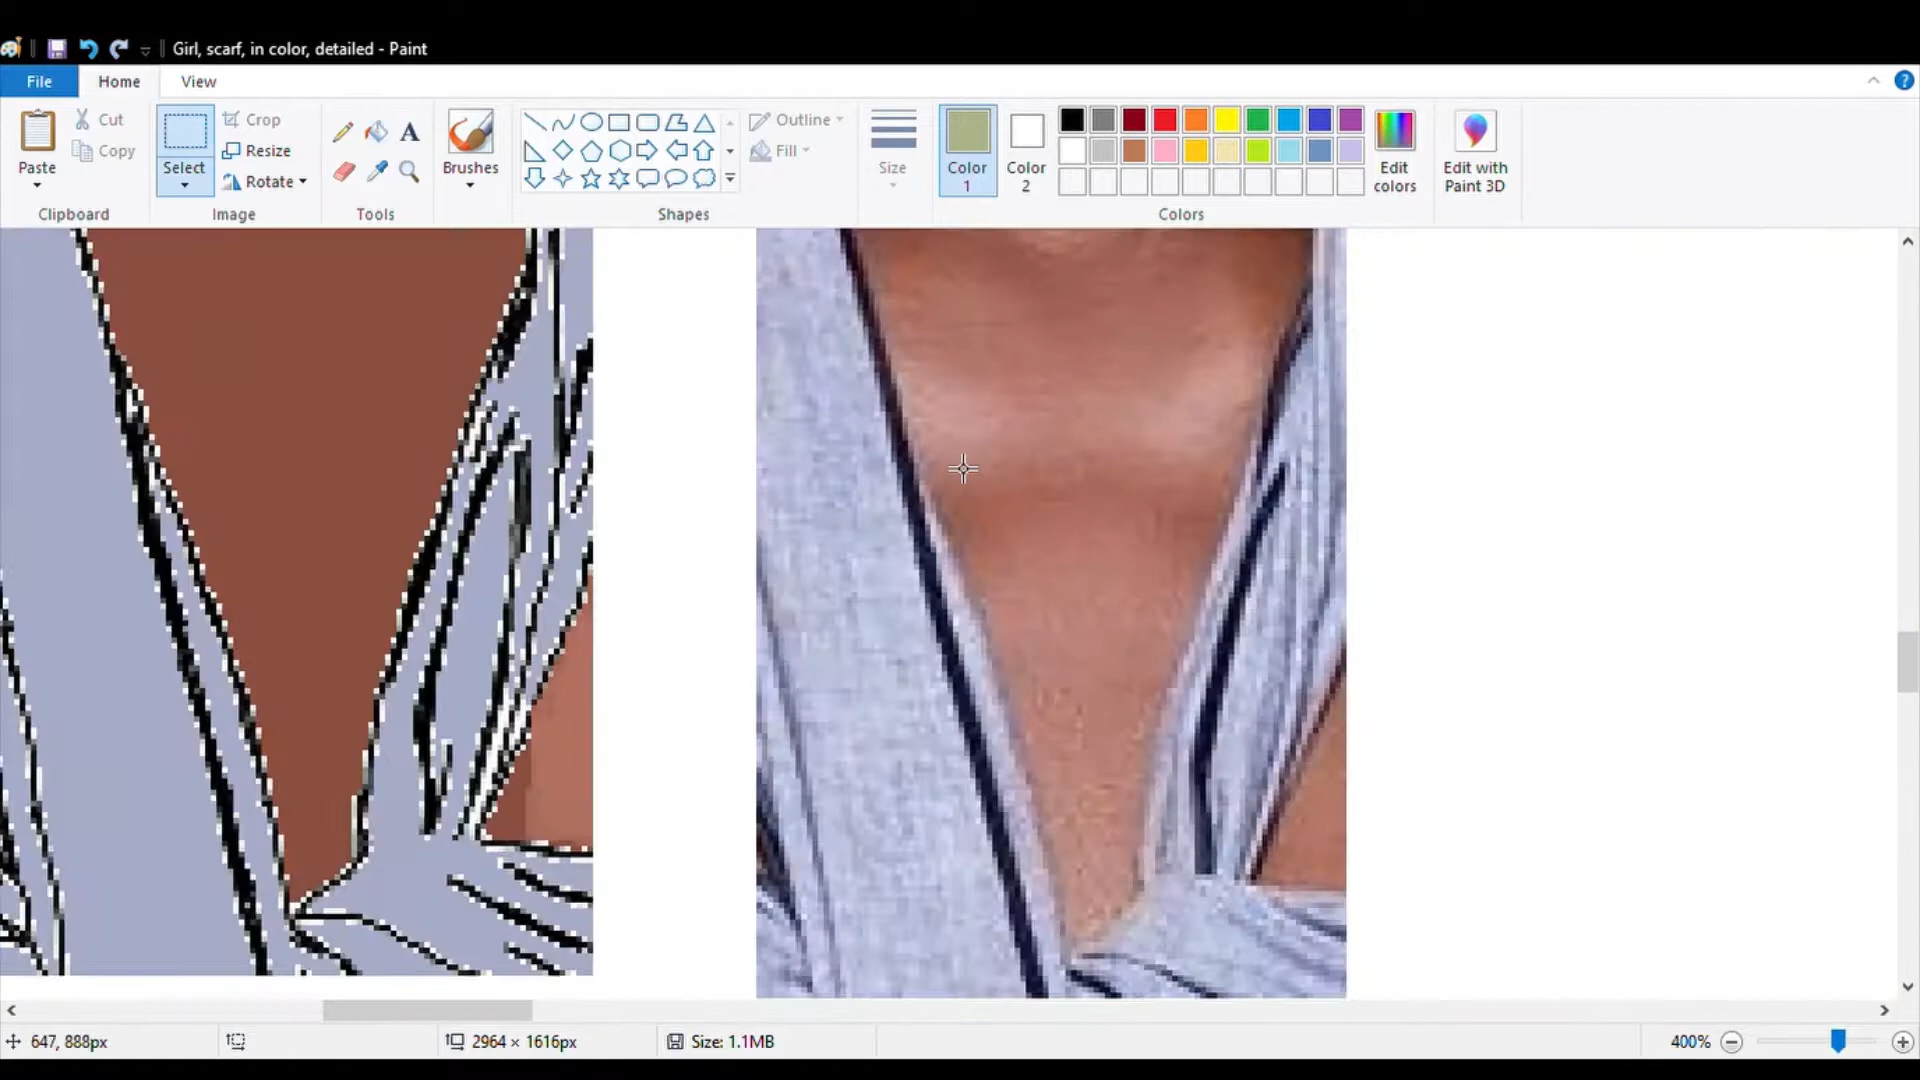 Girl, scarf, in color, detailed - Paint
File Home View
Paste
Cut
Copy
Clipboard
Select
Crop
Resize
Rotate
Image
A
Tools
Brushes
Shapes
Outline
Fill
Size
Color 1
Color 2
Edit colors
Colors
Edit with Paint 3D
647, 888px
2964 × 1616px
Size: 1.1MB
400%